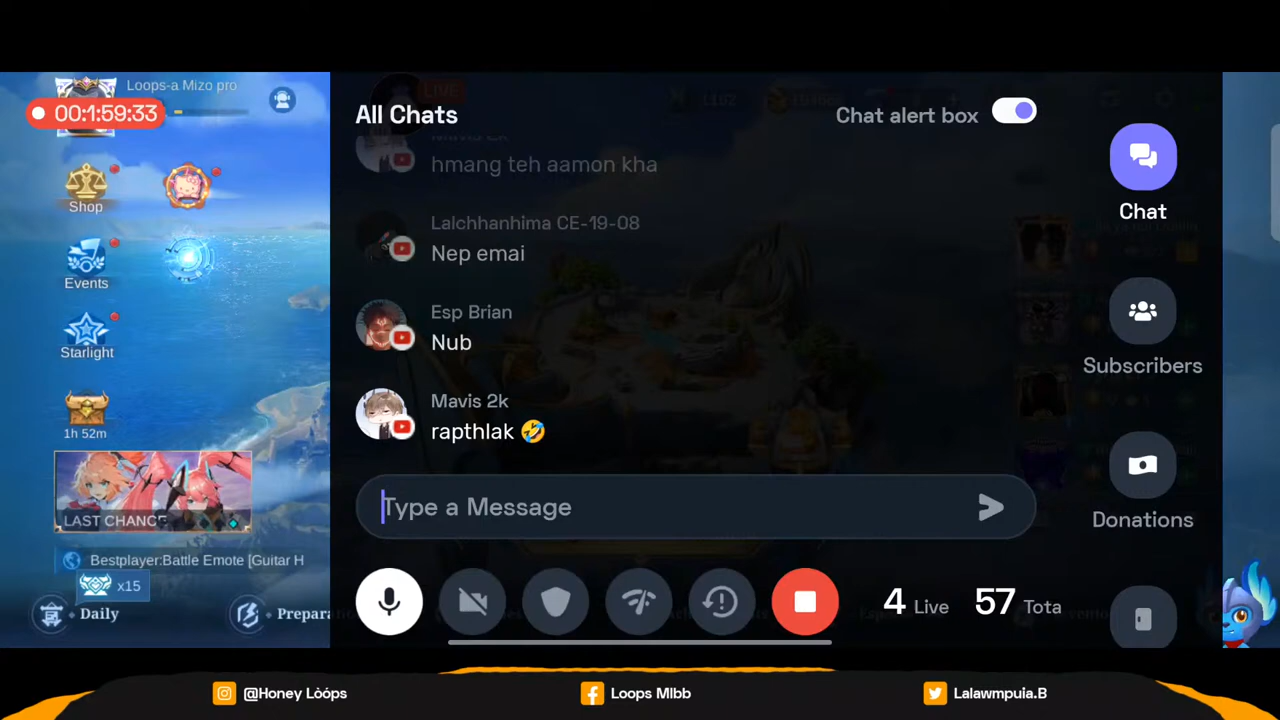 Loops-a Mizo pro
00:1:59:33
Shop
Events
Starlight
1h 52m
LAST CHANCE
Bestplayer:Battle Emote [Guitar H
x15
Daily
Prepara
LIVE
All Chats
Chat alert box
hmang teh aamon kha
Lalchhanhima CE-19-08
Nep emai
Esp Brian
Nub
Mavis 2k
rapthlak 🤣
Type a Message
4 Live
57 Tota
Chat
Subscribers
Donations
@Honey Lòóps
Loops Mlbb
Lalawmpuia.B